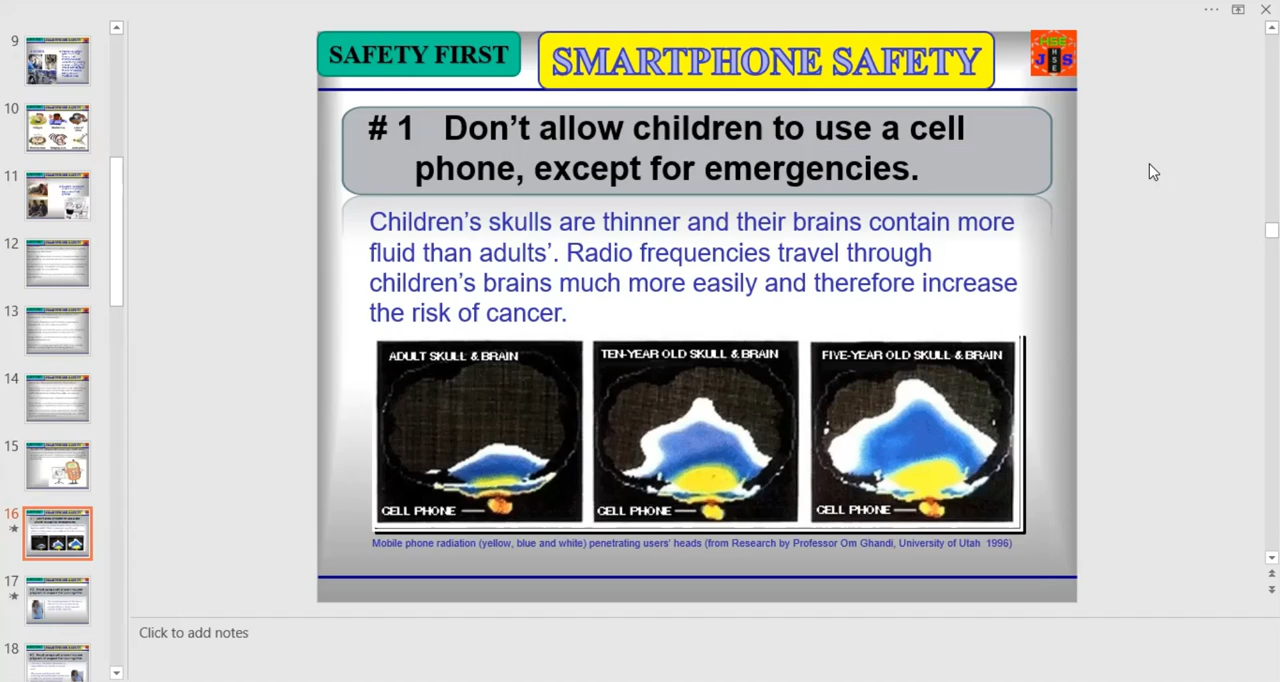 SAFETY FIRST
SMARTPHONE SAFETY
HSE
J HSE S
# 1 Don’t allow children to use a cell
phone, except for emergencies.
Children’s skulls are thinner and their brains contain more
fluid than adults’. Radio frequencies travel through
children’s brains much more easily and therefore increase
the risk of cancer.
ADULT SKULL & BRAIN
TEN-YEAR OLD SKULL & BRAIN
FIVE-YEAR OLD SKULL & BRAIN
CELL PHONE
CELL PHONE
CELL PHONE
Mobile phone radiation (yellow, blue and white) penetrating users’ heads (from Research by Professor Om Ghandi, University of Utah 1996)
Click to add notes
9
10
11
12
13
14
15
16
17
18